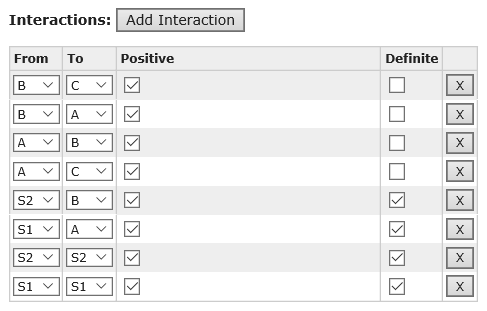 Interactions: Add Interaction
From To Positive Definite
B C X
B A X
A B X
A C X
S2 B X
S1 A X
S2 S2 X
S1 S1 X